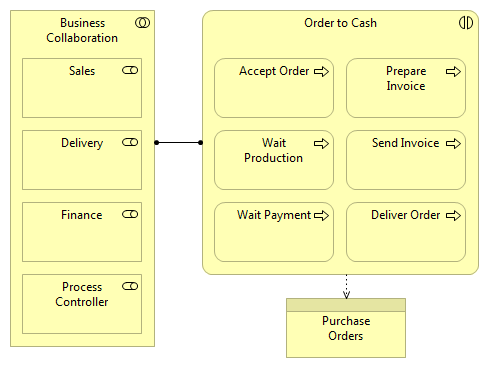 Business
Collaboration
Sales
Delivery
Finance
Process
Controller
Order to Cash
Accept Order
Prepare
Invoice
Wait
Production
Send Invoice
Wait Payment
Deliver Order
Purchase
Orders